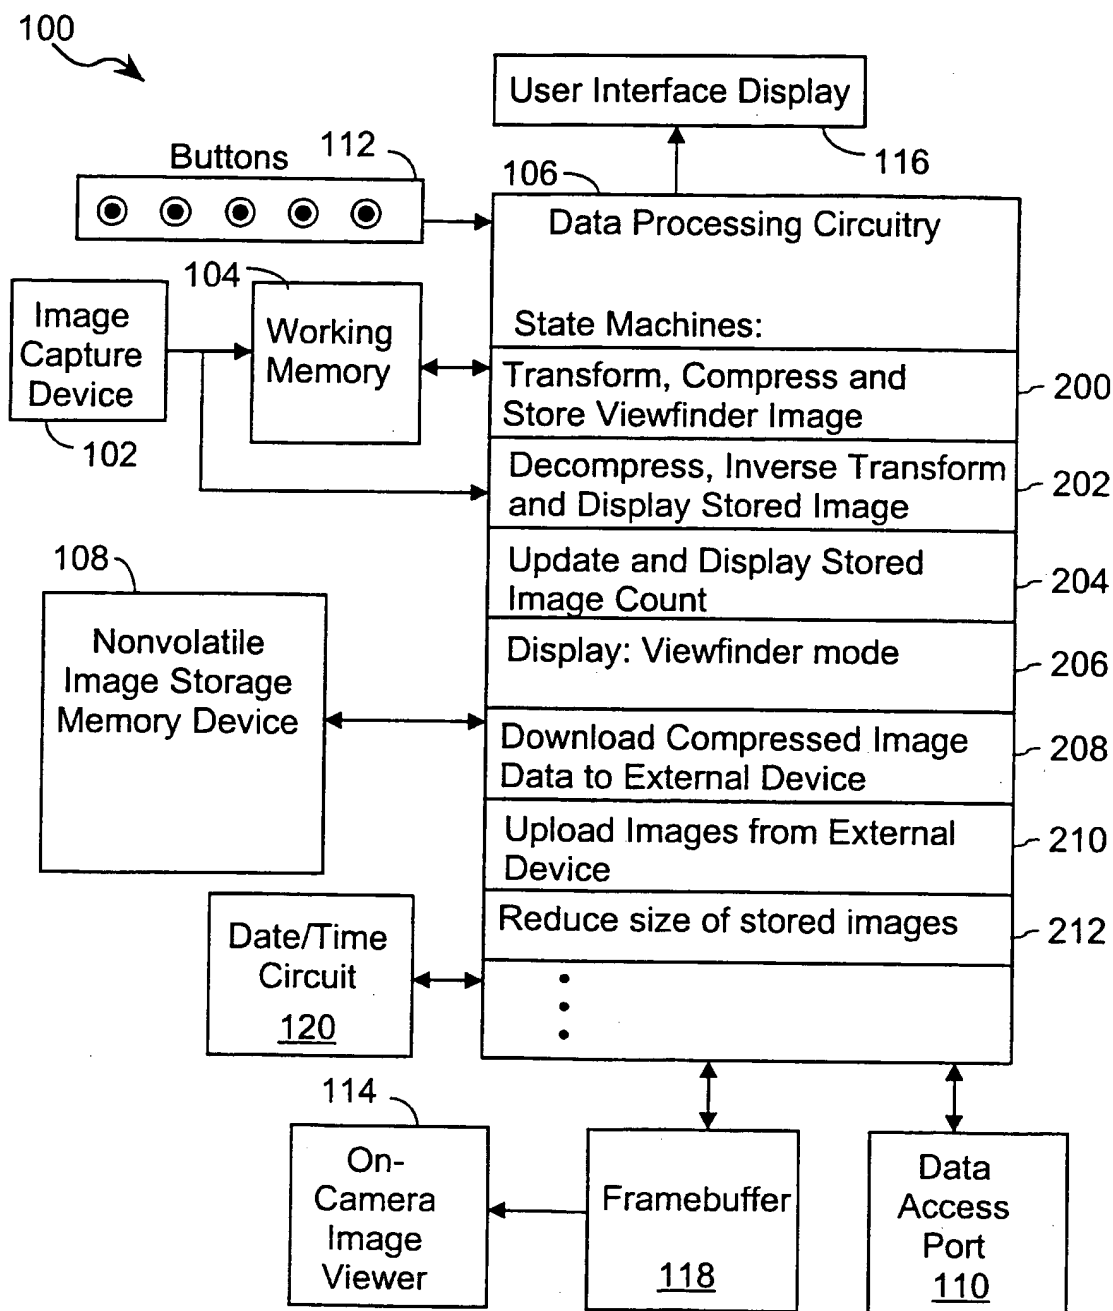 100
User Interface Display
116
Buttons
112
106
Data Processing Circuitry
State Machines:
104
Image
Capture
Device
102
Working
Memory
Transform, Compress and
Store Viewfinder Image
200
Decompress, Inverse Transform
and Display Stored Image
202
Update and Display Stored
Image Count
204
108
Nonvolatile
Image Storage
Memory Device
Display: Viewfinder mode
206
Download Compressed Image
Data to External Device
208
Upload Images from External
Device
210
Reduce size of stored images
212
Date/Time
Circuit
120
114
On-
Camera
Image
Viewer
Framebuffer
118
Data
Access
Port
110